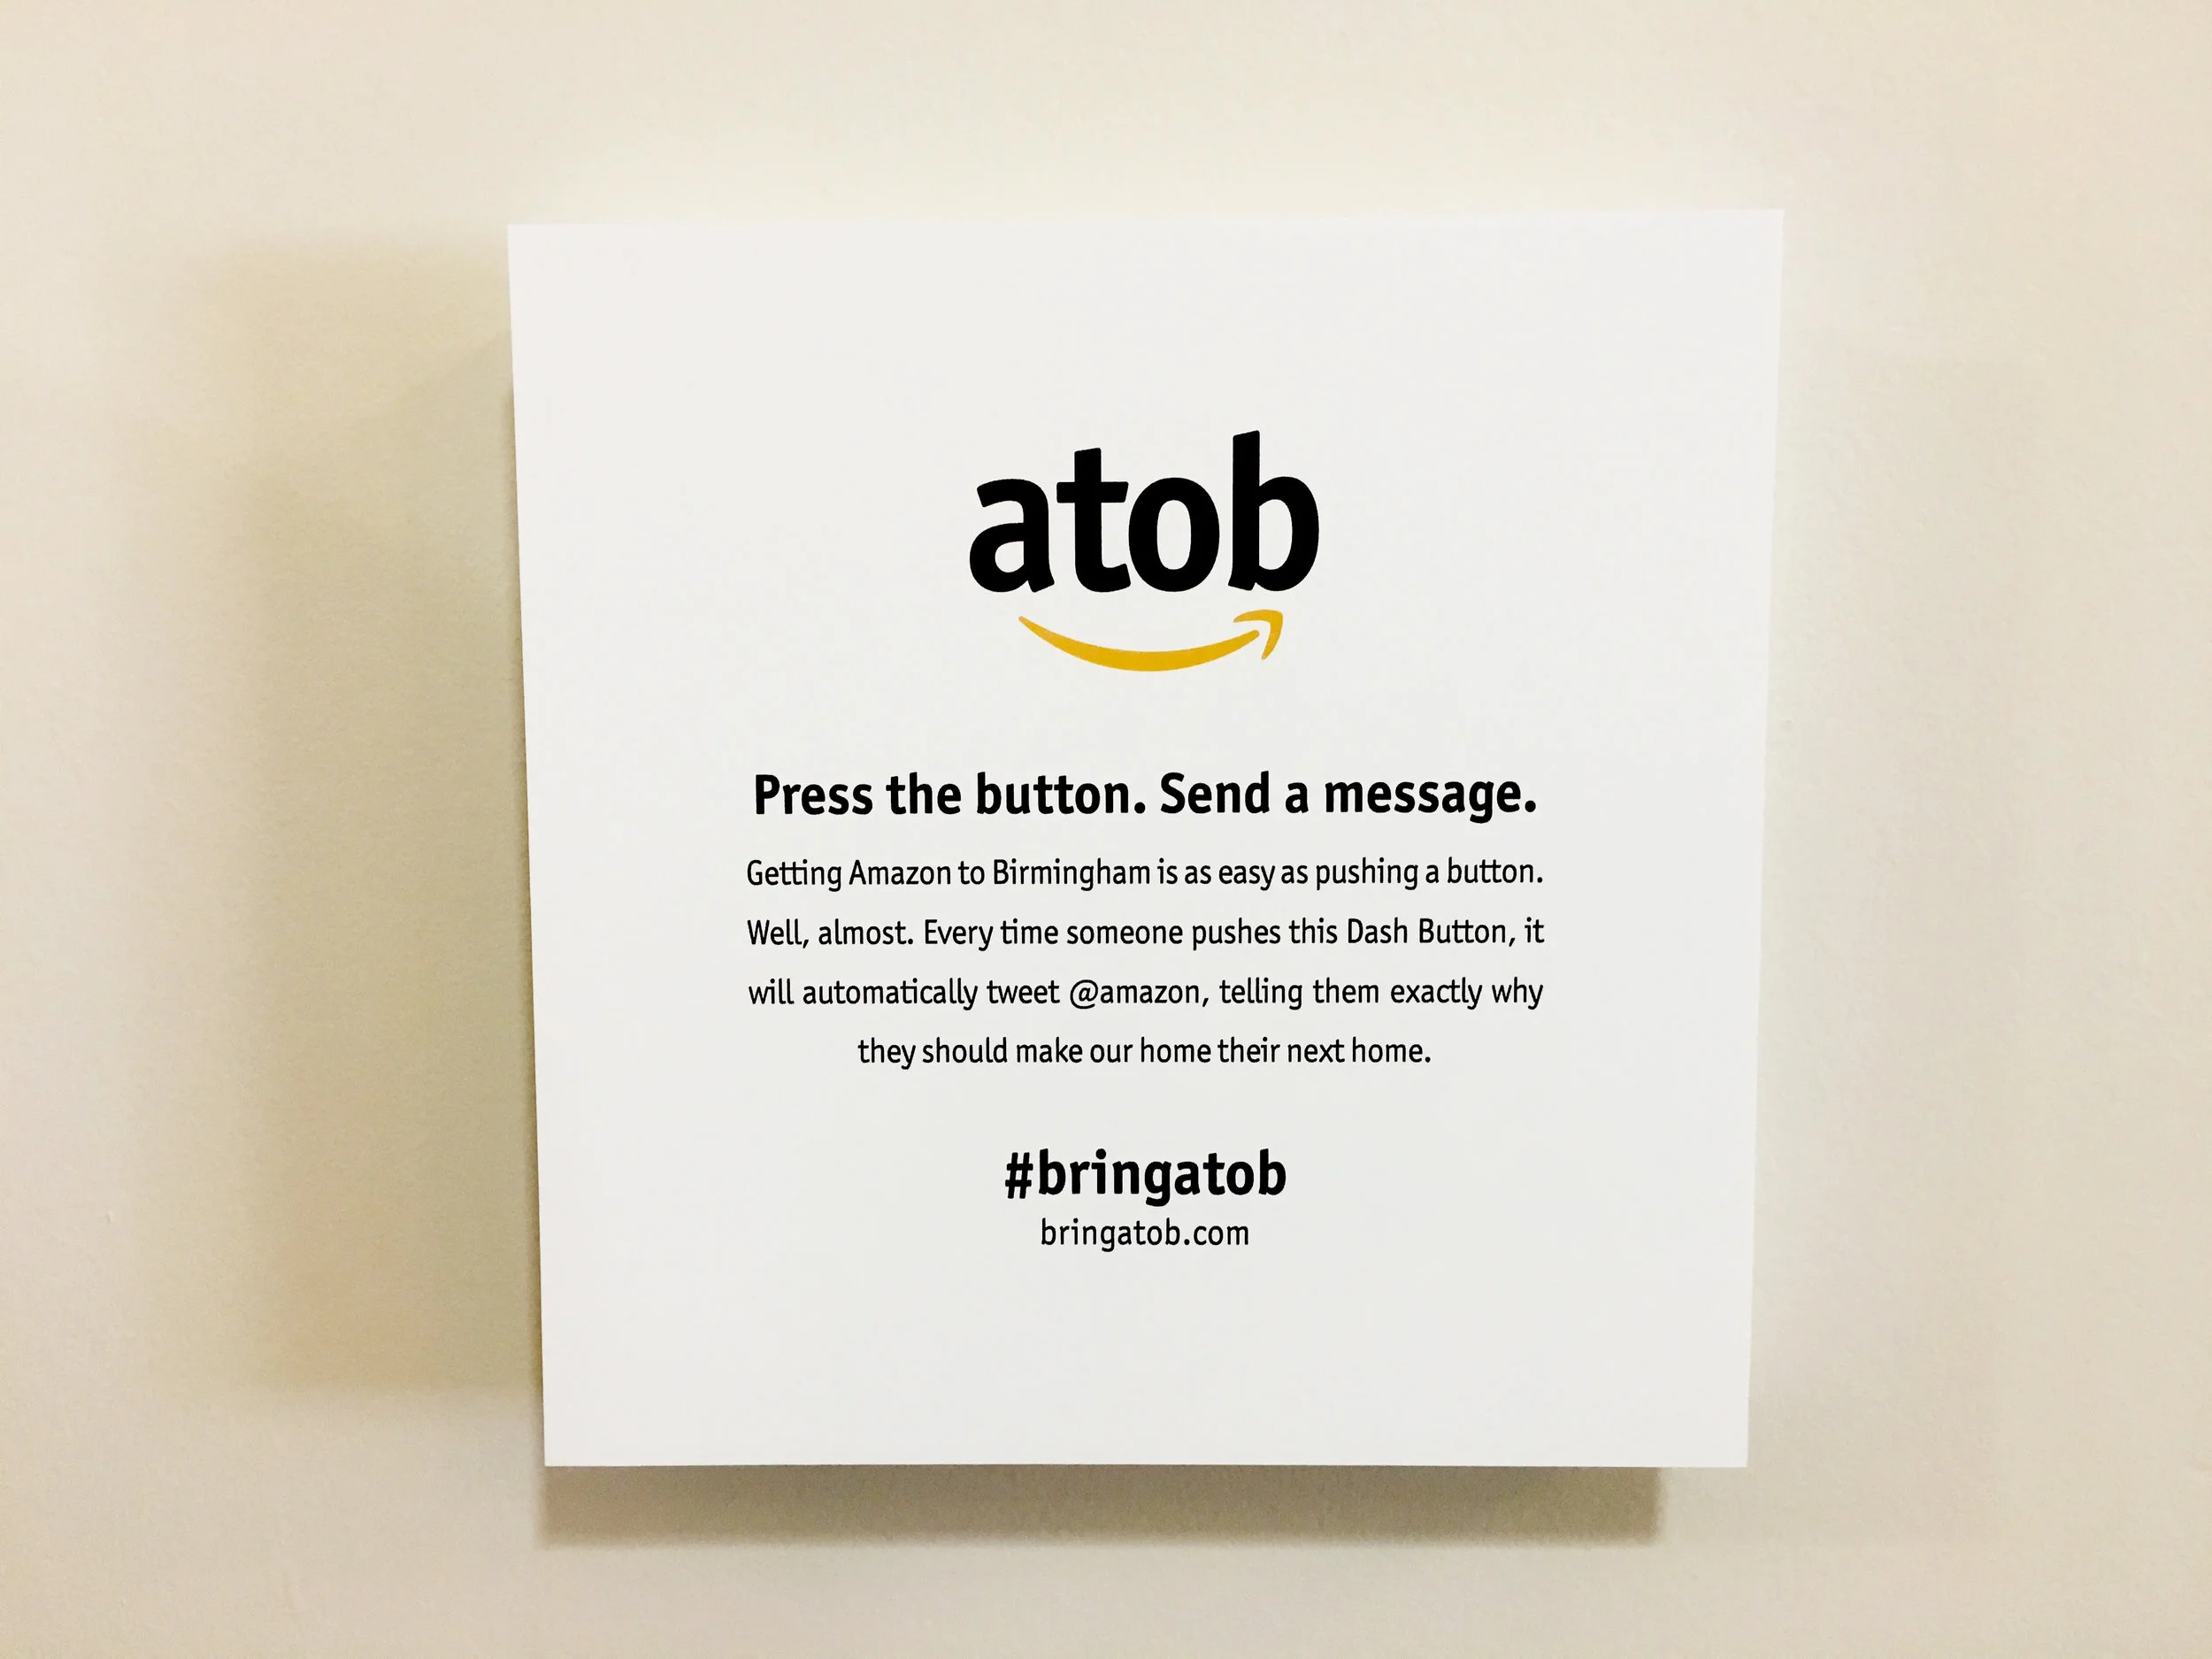 atob
Press the button. Send a message.
Getting Amazon to Birmingham is as easy as pushing a button.
Well, almost. Every time someone pushes this Dash Button, it
will automatically tweet @amazon, telling them exactly why
they should make our home their next home.
#bringatob
bringatob.com